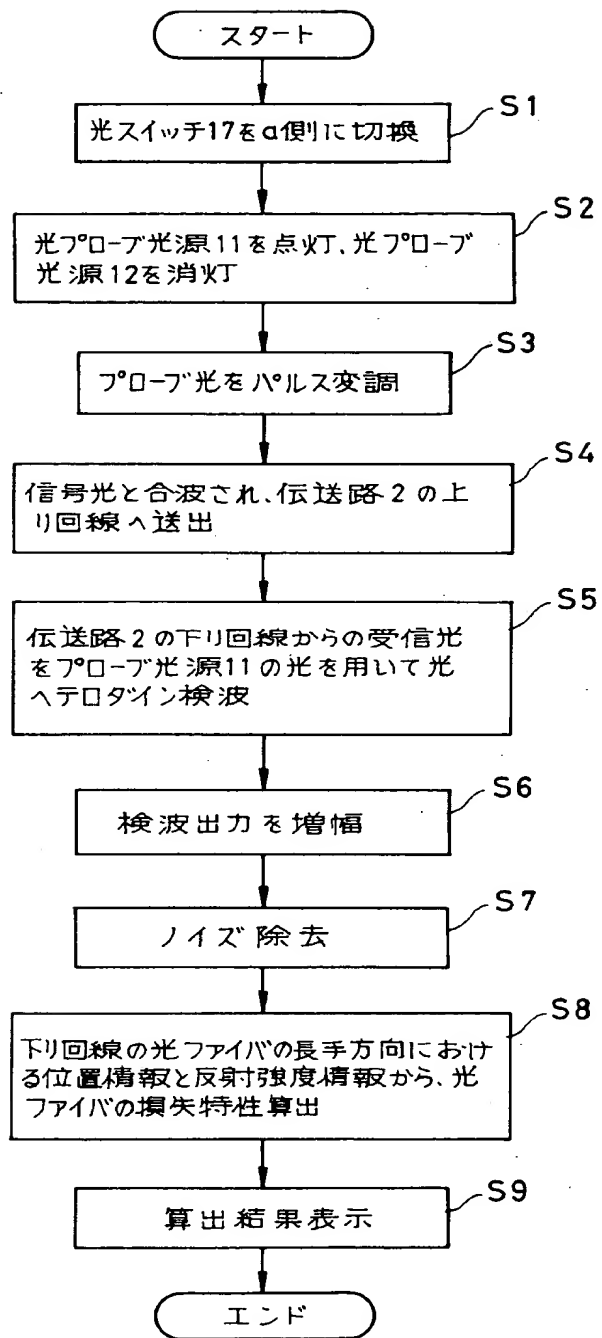 スタート
S1
光スイッチ17をa側に切換
S2
光プローブ光源11を点灯、光プローブ
光源12を消灯
S3
プローブ光をパルス変調
S4
信号光と合波され、伝送路2の上
り回線へ送出
S5
伝送路2の下り回線からの受信光
をプローブ光源11の光を用いて光
ヘテロダイン検波
S6
検波出力を増幅
S7
ノイズ除去
S8
下り回線の光ファイバの長手方向におけ
る位置情報と反射強度情報から、光
ファイバの損失特性算出
S9
算出結果表示
エンド